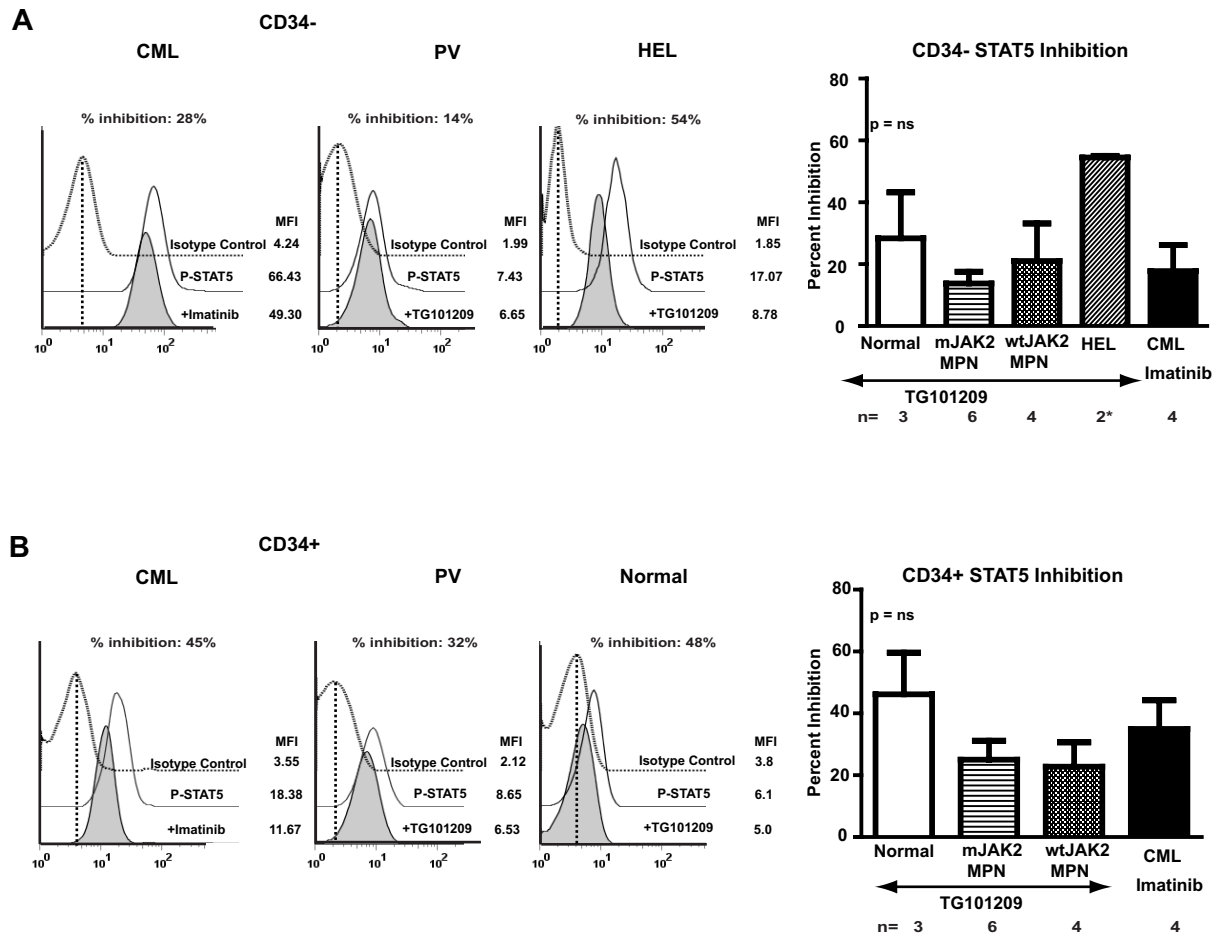 A
CD34-
CML
PV
HEL
% inhibition: 28%
% inhibition: 14%
% inhibition: 54%
MFI
Isotype Control 4.24
P-STAT5 66.43
+Imatinib 49.30
10^0 10^1 10^2
MFI
Isotype Control 1.99
P-STAT5 7.43
+TG101209 6.65
10^0 10^1 10^2
MFI
Isotype Control 1.85
P-STAT5 17.07
+TG101209 8.78
10^0 10^1 10^2
CD34- STAT5 Inhibition
Percent Inhibition
80
60
40
20
0
p = ns
Normal mJAK2 MPN wtJAK2 MPN HEL CML
Imatinib
TG101209
n= 3 6 4 2* 4
B
CD34+
CML
PV
Normal
% inhibition: 45%
% inhibition: 32%
% inhibition: 48%
MFI
Isotype Control 3.55
P-STAT5 18.38
+Imatinib 11.67
10^0 10^1 10^2
MFI
Isotype Control 2.12
P-STAT5 8.65
+TG101209 6.53
10^0 10^1 10^2
MFI
Isotype Control 3.8
P-STAT5 6.1
+TG101209 5.0
10^0 10^1 10^2
CD34+ STAT5 Inhibition
Percent Inhibition
80
60
40
20
0
p = ns
Normal mJAK2 MPN wtJAK2 MPN CML
Imatinib
TG101209
n= 3 6 4 4